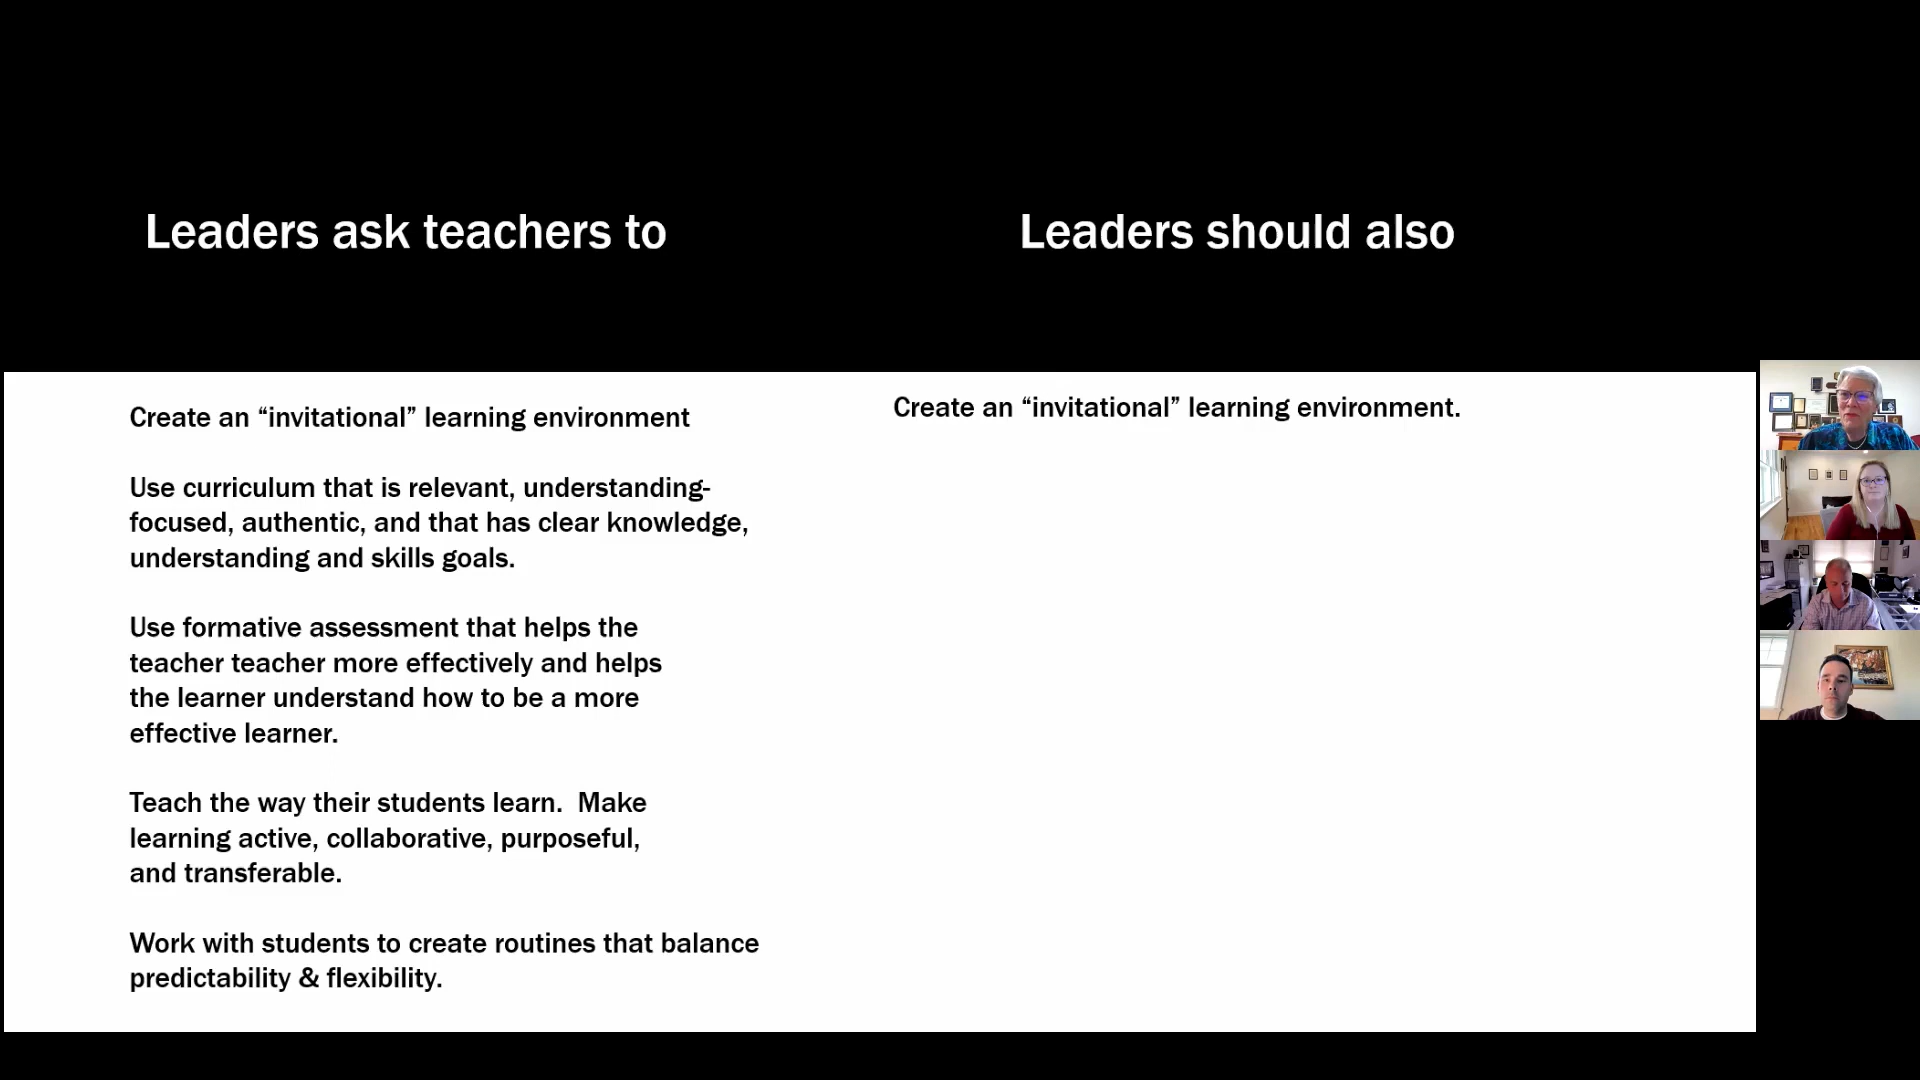 Leaders ask teachers to
Leaders should also
Create an “invitational” learning environment
Use curriculum that is relevant, understanding-
focused, authentic, and that has clear knowledge,
understanding and skills goals.
Use formative assessment that helps the
teacher teacher more effectively and helps
the learner understand how to be a more
effective learner.
Teach the way their students learn.  Make
learning active, collaborative, purposeful,
and transferable.
Work with students to create routines that balance
predictability & flexibility.
Create an “invitational” learning environment.